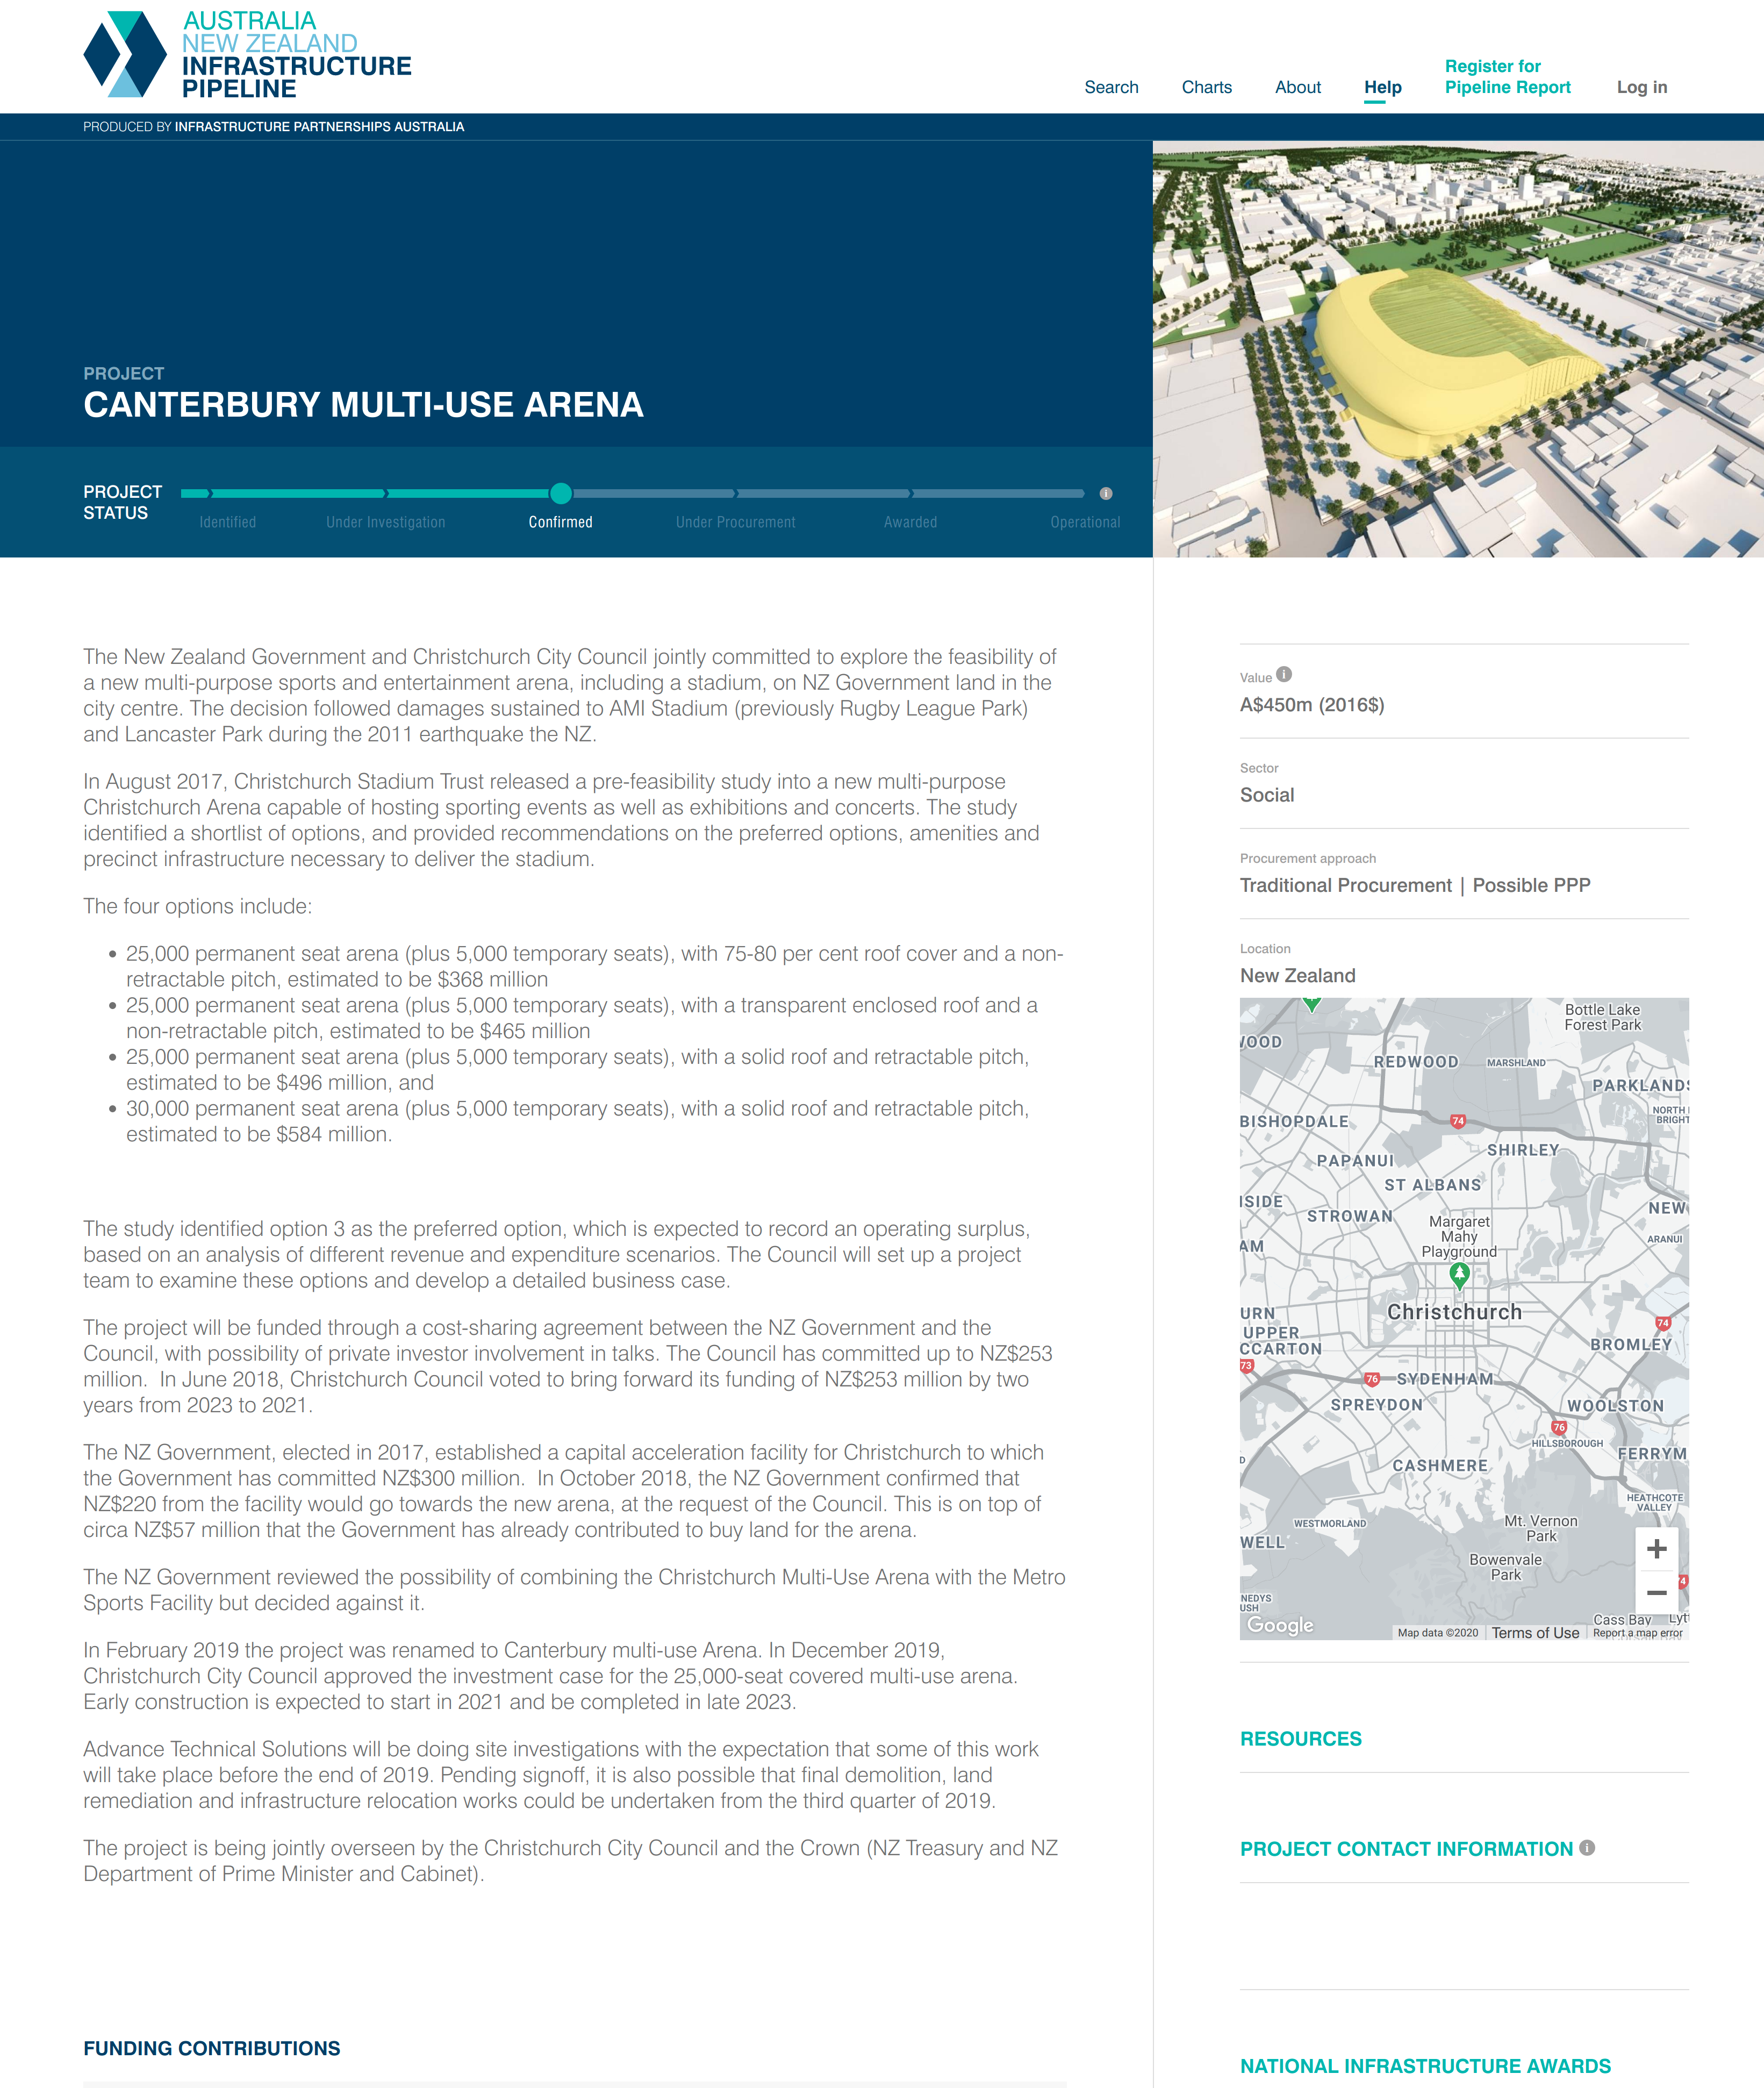 AUSTRALIA
NEW ZEALAND
INFRASTRUCTURE
PIPELINE
Search
Charts
About
Help
Register for
Pipeline Report
Log in
PRODUCED BY INFRASTRUCTURE PARTNERSHIPS AUSTRALIA
PROJECT
CANTERBURY MULTI-USE ARENA
PROJECT
STATUS
Identified
Under Investigation
Confirmed
Under Procurement
Awarded
Operational
The New Zealand Government and Christchurch City Council jointly committed to explore the feasibility of
a new multi-purpose sports and entertainment arena, including a stadium, on NZ Government land in the
city centre. The decision followed damages sustained to AMI Stadium (previously Rugby League Park)
and Lancaster Park during the 2011 earthquake the NZ.
In August 2017, Christchurch Stadium Trust released a pre-feasibility study into a new multi-purpose
Christchurch Arena capable of hosting sporting events as well as exhibitions and concerts. The study
identified a shortlist of options, and provided recommendations on the preferred options, amenities and
precinct infrastructure necessary to deliver the stadium.
The four options include:
• 25,000 permanent seat arena (plus 5,000 temporary seats), with 75-80 per cent roof cover and a non-
retractable pitch, estimated to be $368 million
• 25,000 permanent seat arena (plus 5,000 temporary seats), with a transparent enclosed roof and a
non-retractable pitch, estimated to be $465 million
• 25,000 permanent seat arena (plus 5,000 temporary seats), with a solid roof and retractable pitch,
estimated to be $496 million, and
• 30,000 permanent seat arena (plus 5,000 temporary seats), with a solid roof and retractable pitch,
estimated to be $584 million.
The study identified option 3 as the preferred option, which is expected to record an operating surplus,
based on an analysis of different revenue and expenditure scenarios. The Council will set up a project
team to examine these options and develop a detailed business case.
The project will be funded through a cost-sharing agreement between the NZ Government and the
Council, with possibility of private investor involvement in talks. The Council has committed up to NZ$253
million.  In June 2018, Christchurch Council voted to bring forward its funding of NZ$253 million by two
years from 2023 to 2021.
The NZ Government, elected in 2017, established a capital acceleration facility for Christchurch to which
the Government has committed NZ$300 million.  In October 2018, the NZ Government confirmed that
NZ$220 from the facility would go towards the new arena, at the request of the Council. This is on top of
circa NZ$57 million that the Government has already contributed to buy land for the arena.
The NZ Government reviewed the possibility of combining the Christchurch Multi-Use Arena with the Metro
Sports Facility but decided against it.
In February 2019 the project was renamed to Canterbury multi-use Arena. In December 2019,
Christchurch City Council approved the investment case for the 25,000-seat covered multi-use arena.
Early construction is expected to start in 2021 and be completed in late 2023.
Advance Technical Solutions will be doing site investigations with the expectation that some of this work
will take place before the end of 2019. Pending signoff, it is also possible that final demolition, land
remediation and infrastructure relocation works could be undertaken from the third quarter of 2019.
The project is being jointly overseen by the Christchurch City Council and the Crown (NZ Treasury and NZ
Department of Prime Minister and Cabinet).
FUNDING CONTRIBUTIONS
Value
A$450m (2016$)
Sector
Social
Procurement approach
Traditional Procurement | Possible PPP
Location
New Zealand
Bottle Lake
Forest Park
OOD
REDWOOD
MARSHLAND
PARKLANDS
NORTH
BRIGHT
BISHOPDALE
74
SHIRLEY
PAPANUI
ST ALBANS
SIDE
STROWAN
NEW
Margaret
Mahy
Playground
ARANUI
AM
Christchurch
URN
UPPER
CCARTON
74
BROMLEY
73
76
SYDENHAM
SPREYDON
WOOLSTON
76
HILLSBOROUGH
FERRYM
D
CASHMERE
HEATHCOTE
VALLEY
WESTMORLAND
Mt. Vernon
Park
WELL
Bowenvale
Park
+
−
4
NEDYS
USH
Cass Bay
Lyt
Google
Map data ©2020
Terms of Use
Report a map error
RESOURCES
PROJECT CONTACT INFORMATION
NATIONAL INFRASTRUCTURE AWARDS